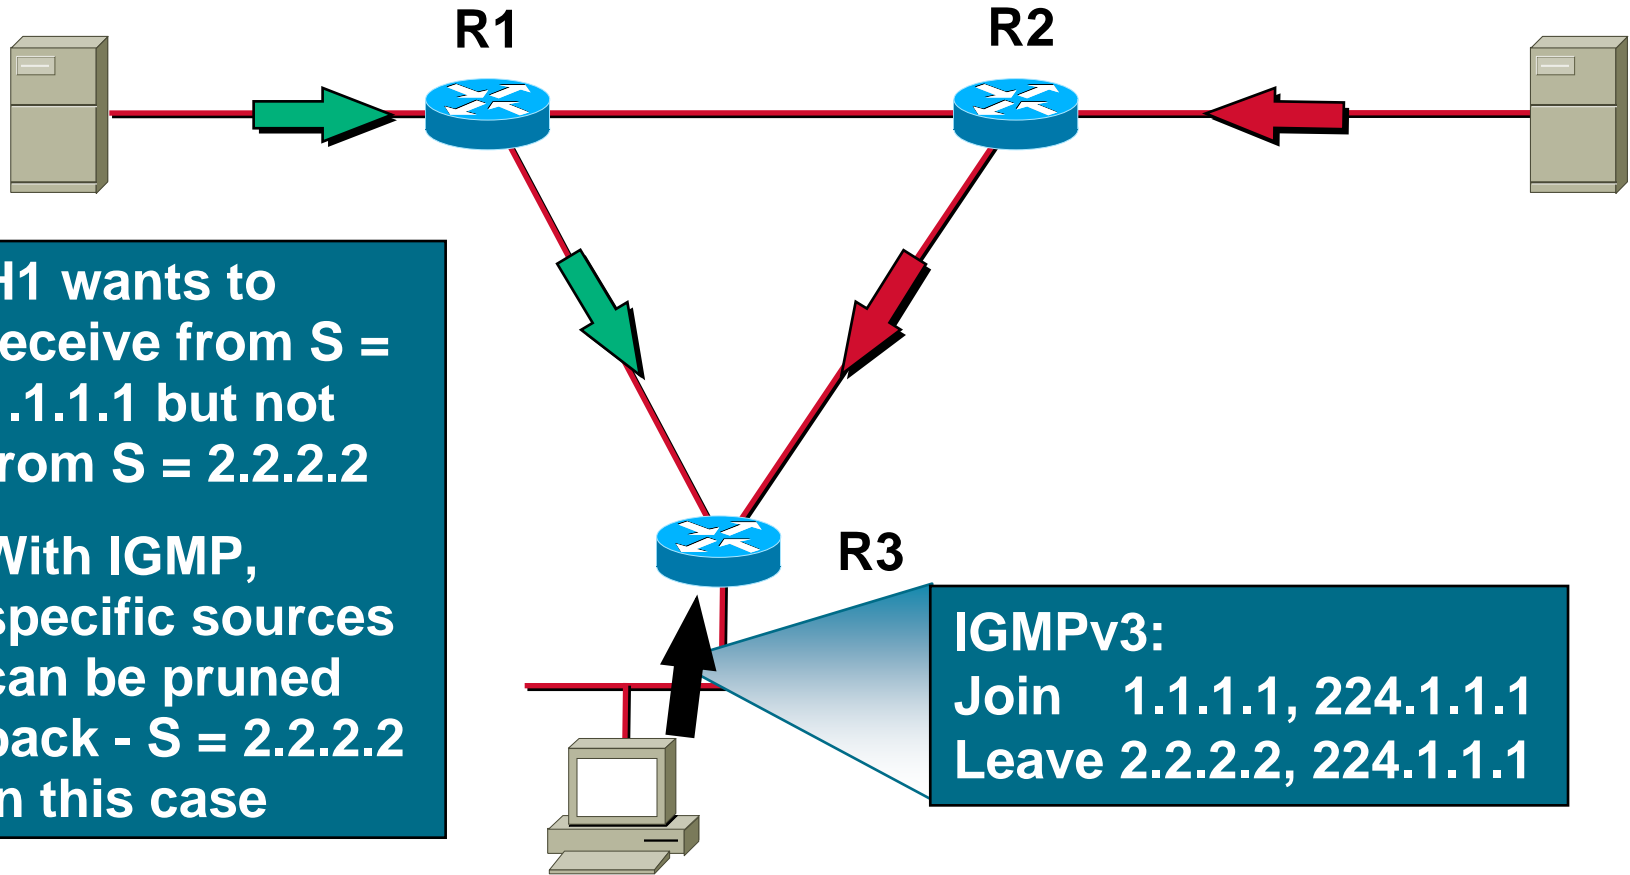 R1
R2
H1 wants to
eceive from S =
.1.1.1 but not
rom S = 2.2.2.2
With IGMP,
specific sources
can be pruned
back - S = 2.2.2.2
n this case
R3
IGMPv3:
Join 1.1.1.1, 224.1.1.1
Leave 2.2.2.2, 224.1.1.1